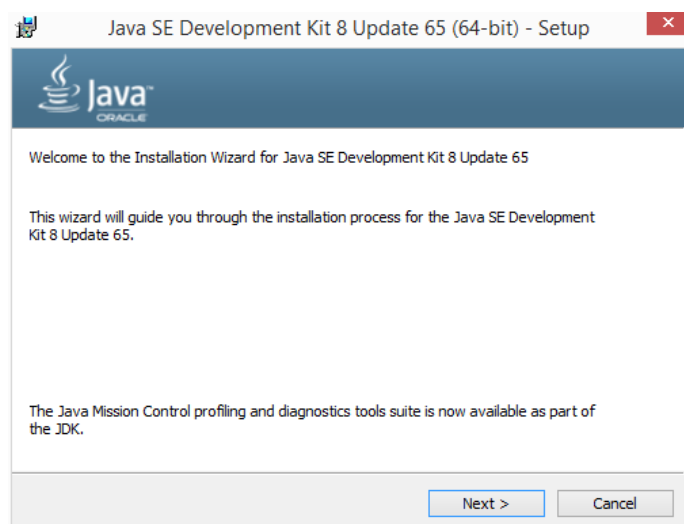 Java SE Development Kit 8 Update 65 (64-bit) - Setup
Java™
ORACLE
Welcome to the Installation Wizard for Java SE Development Kit 8 Update 65
This wizard will guide you through the installation process for the Java SE Development
Kit 8 Update 65.
The Java Mission Control profiling and diagnostics tools suite is now available as part of
the JDK.
Next >
Cancel